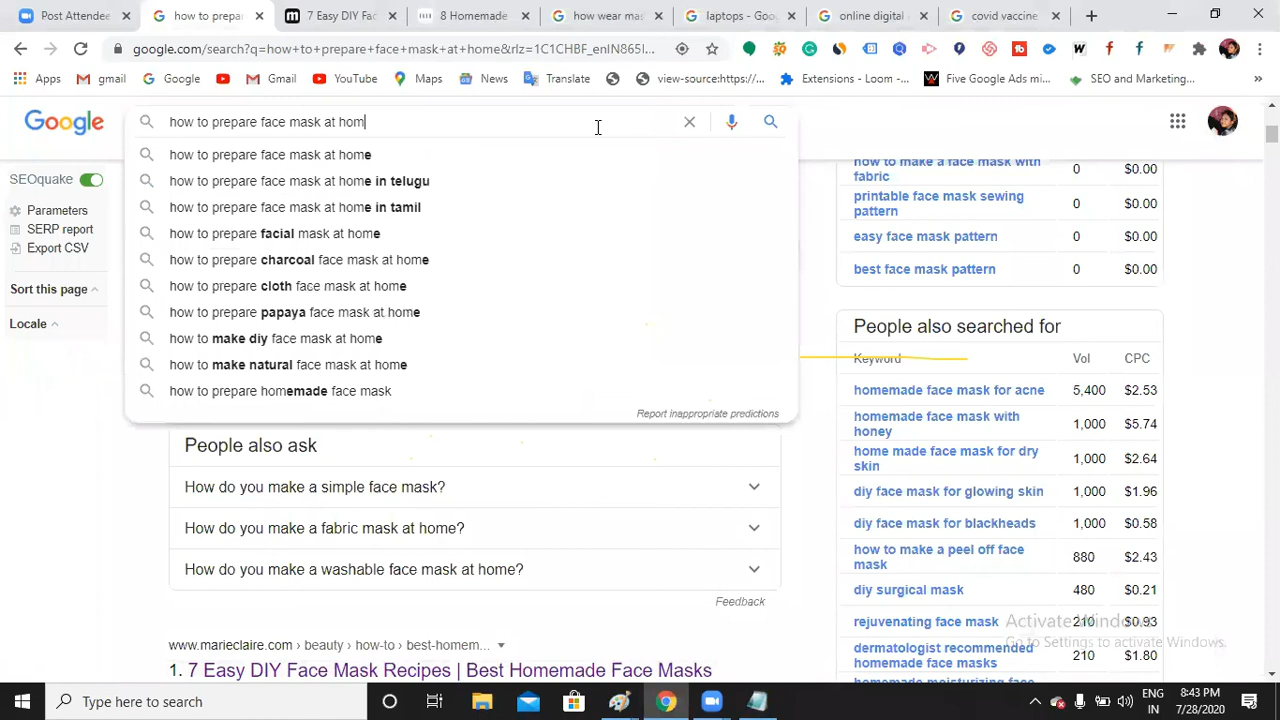 Post Attendee
how to prepar
7 Easy DIY Fac
8 Homemade
how wear mas
laptops - Goo
online digital
covid vaccine
google.com/search?q=how+to+prepare+face+mask+at+home&rlz=1C1CHBF_enIN865I...
Apps
gmail
Google
YouTube
Gmail
YouTube
Maps
News
Translate
view-source:https:/...
Extensions - Loom -...
Five Google Ads mi...
SEO and Marketing...
Google
how to prepare face mask at hom
how to prepare face mask at home
how to prepare face mask at home in telugu
how to prepare face mask at home in tamil
how to prepare facial mask at home
how to prepare charcoal face mask at home
how to prepare cloth face mask at home
how to prepare papaya face mask at home
how to make diy face mask at home
how to make natural face mask at home
how to prepare homemade face mask
Report inappropriate predictions
SEOquake
Parameters
SERP report
Export CSV
Sort this page
Locale
People also ask
How do you make a simple face mask?
How do you make a fabric mask at home?
How do you make a washable face mask at home?
Feedback
www.marieclaire.com › beauty › how-to › best-homem...
1. 7 Easy DIY Face Mask Recipes | Best Homemade Face Masks
how to make a face mask with fabric 0 $0.00
printable face mask sewing pattern 0 $0.00
easy face mask pattern 0 $0.00
best face mask pattern 0 $0.00
People also searched for
Keyword Vol CPC
homemade face mask for acne 5,400 $2.53
homemade face mask with honey 1,000 $5.74
home made face mask for dry skin 1,000 $2.64
diy face mask for glowing skin 1,000 $1.96
diy face mask for blackheads 1,000 $0.58
how to make a peel off face mask 880 $2.43
diy surgical mask 480 $0.21
rejuvenating face mask 210 $0.93
dermatologist recommended homemade face masks 210 $1.80
homemade moisturizing face
Activate Windows
Go to Settings to activate Windows.
Type here to search
ENG
IN
8:43 PM
7/28/2020